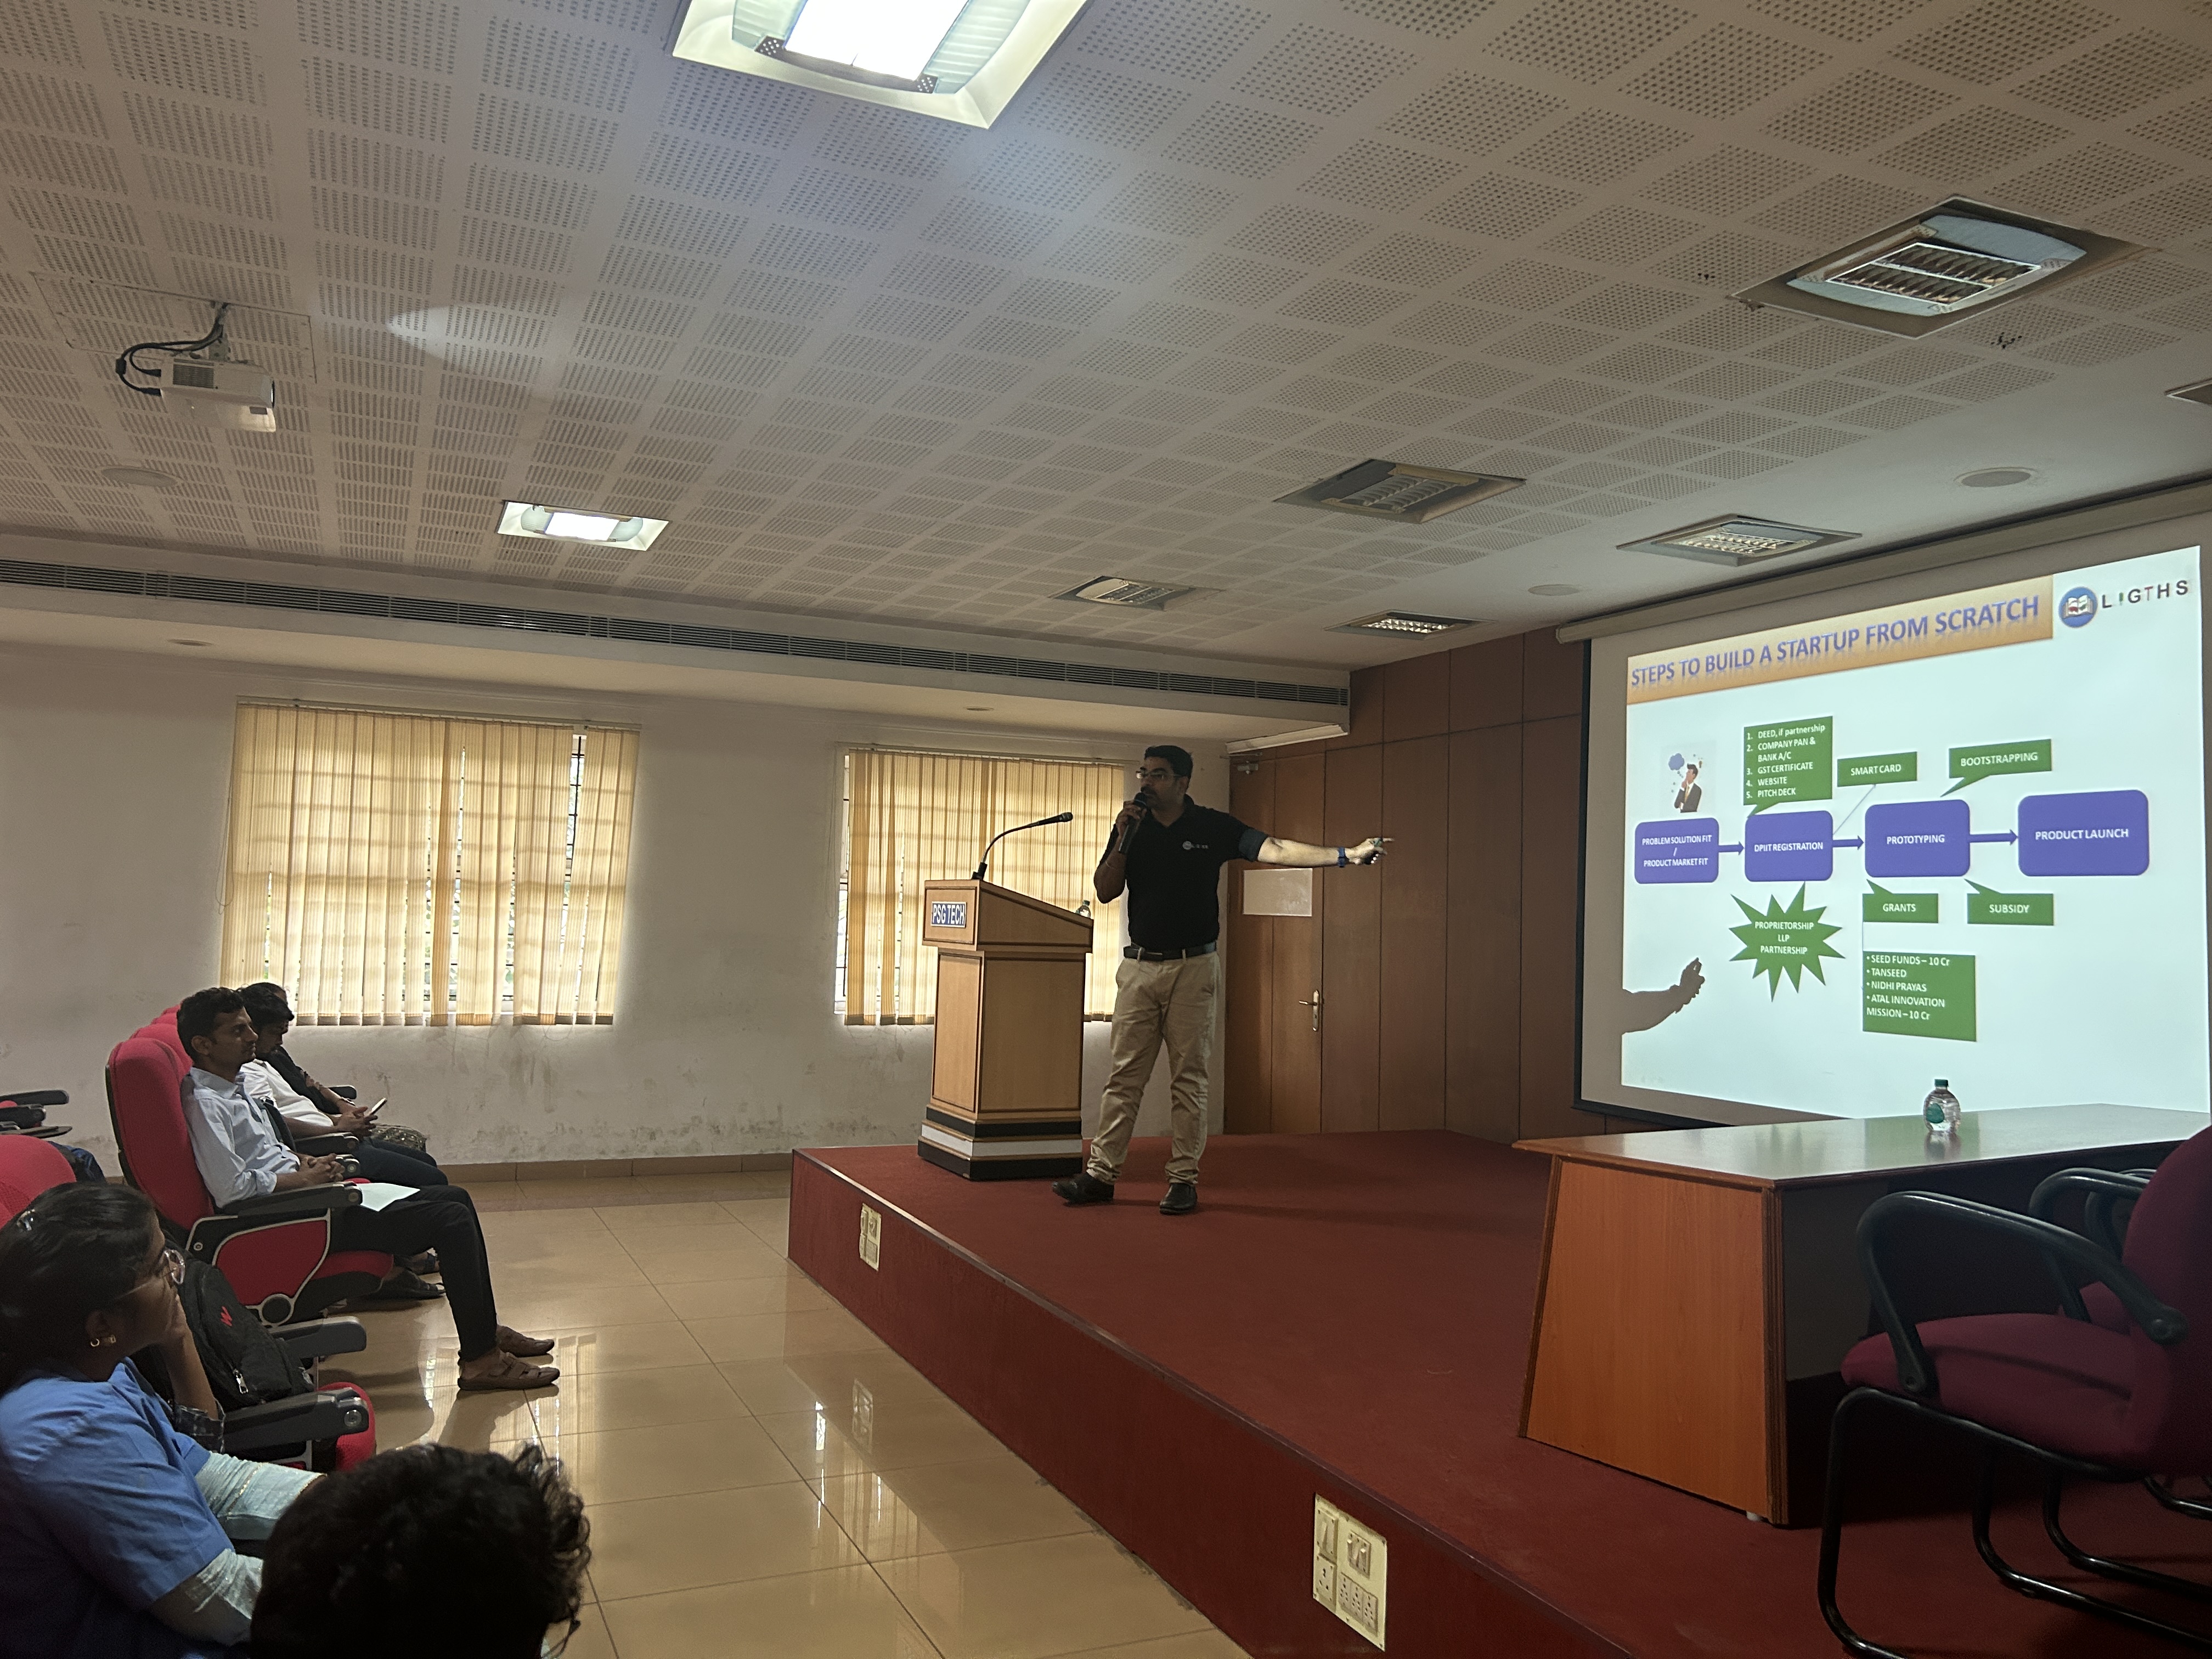 STEPS TO BUILD A STARTUP FROM SCRATCH
LIGTHS
1. DEED, if partnership
2. COMPANY PAN &
BANK A/C
3. GST CERTIFICATE
4. WEBSITE
5. PITCH DECK
SMART CARD
BOOTSTRAPPING
PROBLEM SOLUTION FIT
/
PRODUCT MARKET FIT
DPIIT REGISTRATION
PROTOTYPING
PRODUCT LAUNCH
PROPRIETORSHIP
LLP
PARTNERSHIP
GRANTS
SUBSIDY
• SEED FUNDS – 10 Cr
• TANSEED
• NIDHI PRAYAS
• ATAL INNOVATION
MISSION – 10 Cr
PSG TECH